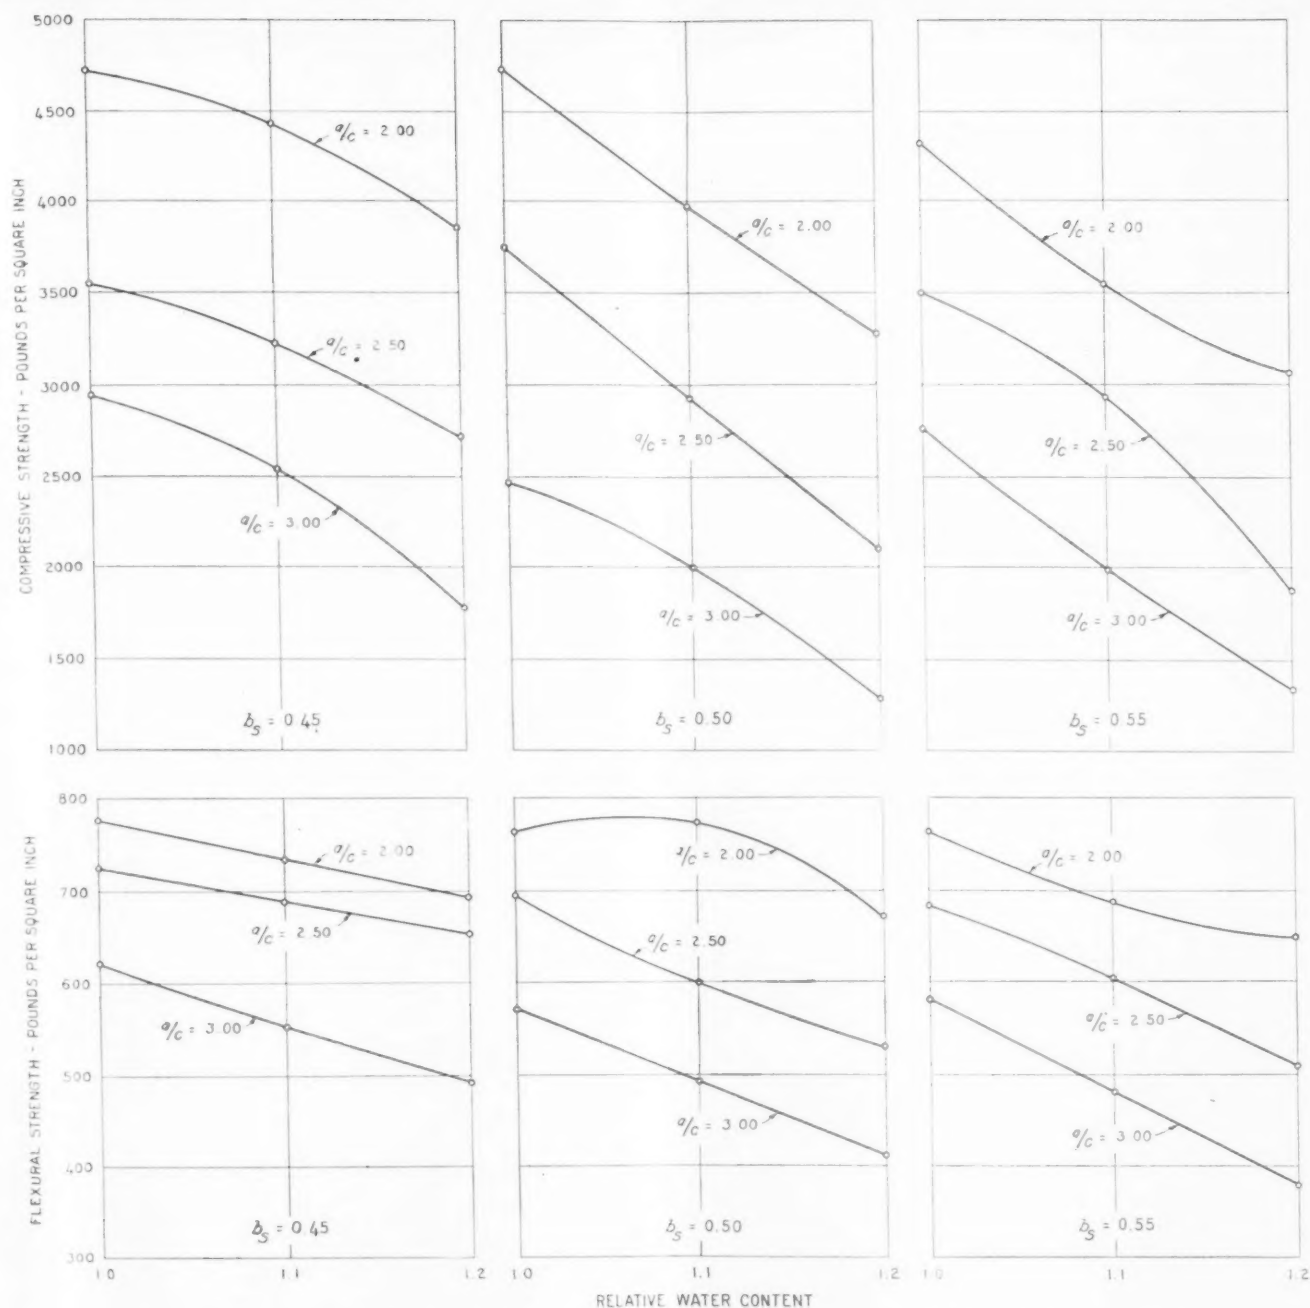 COMPRESSIVE STRENGTH - POUNDS PER SQUARE INCH
5000
4500
4000
3500
3000
2500
2000
1500
1000
a/c = 2.00
a/c = 2.50
a/c = 3.00
bs = 0.45
a/c = 2.00
a/c = 2.50
a/c = 3.00
bs = 0.50
a/c = 2.00
a/c = 2.50
a/c = 3.00
bs = 0.55
FLEXURAL STRENGTH - POUNDS PER SQUARE INCH
800
700
600
500
400
300
a/c = 2.00
a/c = 2.50
a/c = 3.00
bs = 0.45
a/c = 2.00
a/c = 2.50
a/c = 3.00
bs = 0.50
a/c = 2.00
a/c = 2.50
a/c = 3.00
bs = 0.55
1.0 1.1 1.2
1.0 1.1 1.2
1.0 1.1 1.2
RELATIVE WATER CONTENT